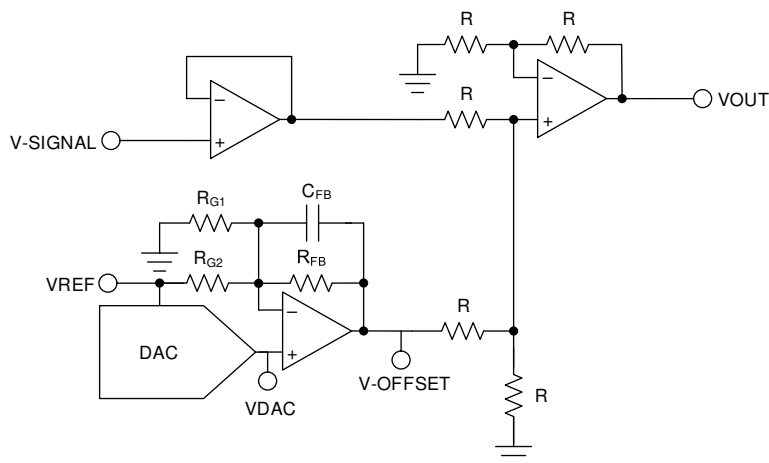 R
R
R
VOUT
V-SIGNAL
−
+
−
+
RG1
CFB
RG2
RFB
VREF
R
DAC
−
+
V-OFFSET
VDAC
R